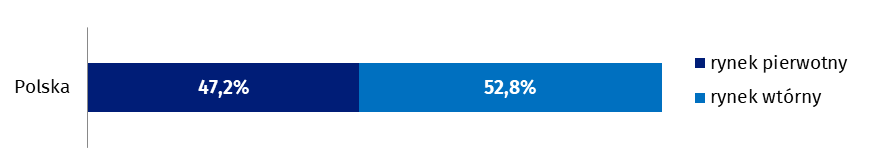 Polska
47,2%
52,8%
rynek pierwotny
rynek wtórny